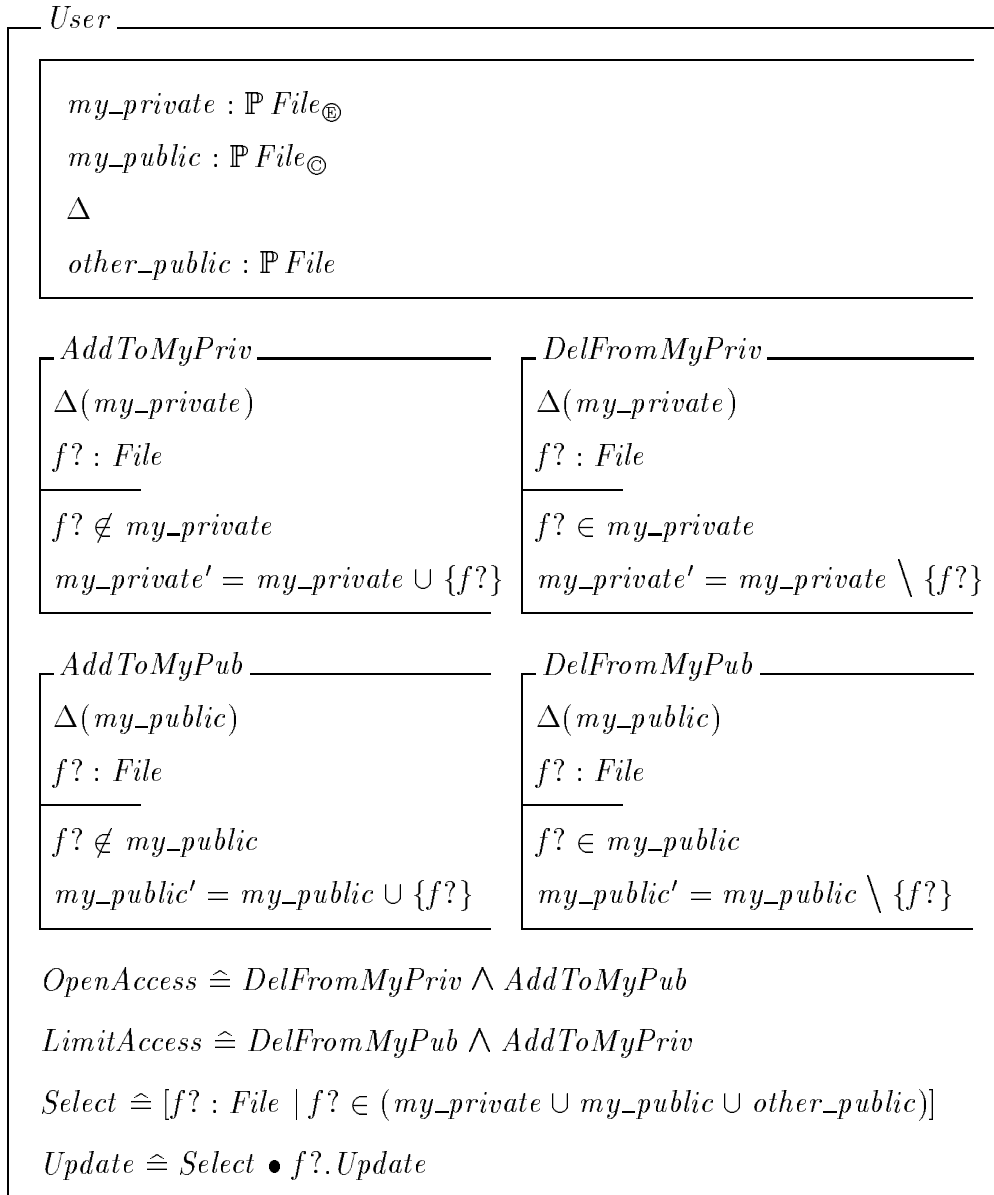 User
my_private : ℙ FileⒺ
my_public : ℙ FileⒸ
Δ
other_public : ℙ File
AddToMyPriv
Δ(my_private)
f? : File
f? ∉ my_private
my_private′ = my_private ∪ {f?}
DelFromMyPriv
Δ(my_private)
f? : File
f? ∈ my_private
my_private′ = my_private \ {f?}
AddToMyPub
Δ(my_public)
f? : File
f? ∉ my_public
my_public′ = my_public ∪ {f?}
DelFromMyPub
Δ(my_public)
f? : File
f? ∈ my_public
my_public′ = my_public \ {f?}
OpenAccess ≙ DelFromMyPriv ∧ AddToMyPub
LimitAccess ≙ DelFromMyPub ∧ AddToMyPriv
Select ≙ [f? : File | f? ∈ (my_private ∪ my_public ∪ other_public)]
Update ≙ Select • f?.Update